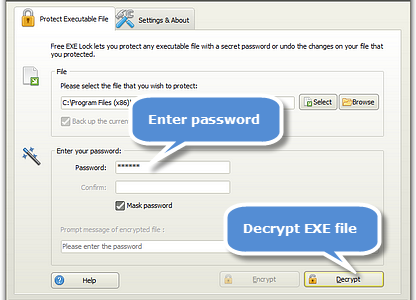 Protect Executable File
Settings & About
Free EXE Lock lets you protect any executable file with a secret password or undo the changes on your file that
you protected.
File
Please select the file that you wish to protect:
C:\Program Files (x86)\
Select
Browse
Back up the curren
Enter password
Enter your password:
Password:
******
Confirm:
Mask password
Decrypt EXE file
Prompt message of encrypted file :
Please enter the password
Help
Encrypt
Decrypt